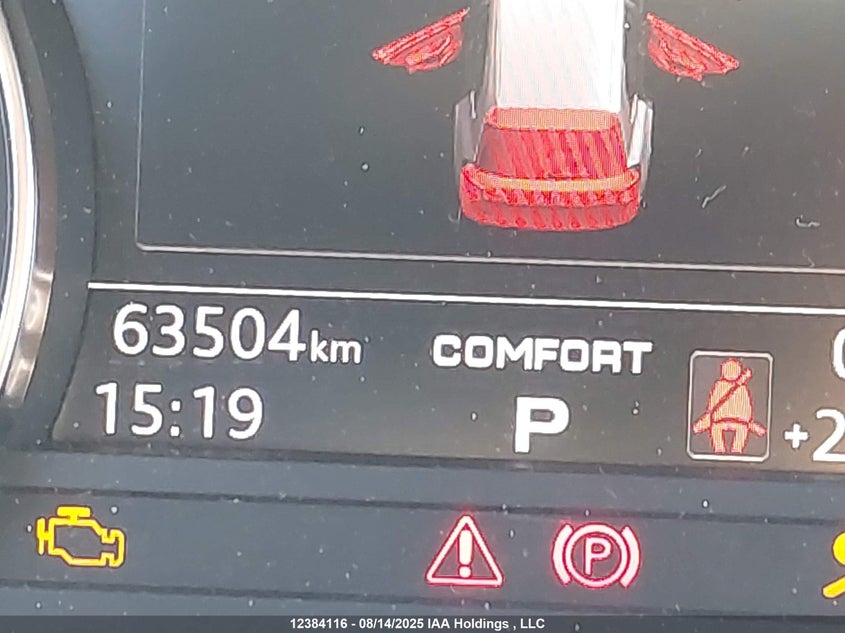 63504km
COMFORT
15:19
P
+2
P
12384116 - 08/14/2025 IAA Holdings , LLC